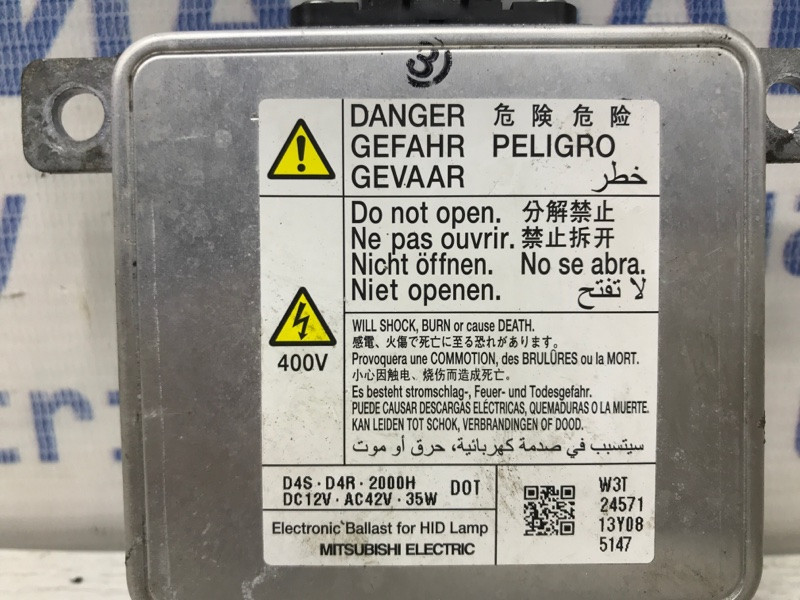 3
DANGER 危 険 危 险
GEFAHR PELIGRO
GEVAAR خطر
Do not open. 分解禁止
Ne pas ouvrir. 禁止拆开
Nicht öffnen. No se abra.
Niet openen. لا تفتح
400V
WILL SHOCK, BURN or cause DEATH.
感電、火傷で死亡に至る恐れがあります。
Provoquera une COMMOTION, des BRULÛRES ou la MORT.
小心因触电、烧伤而造成死亡。
Es besteht stromschlag-, Feuer- und Todesgefahr.
PUEDE CAUSAR DESCARGAS ELÉCTRICAS, QUEMADURAS O LA MUERTE.
KAN LEIDEN TOT SCHOK, VERBRANDINGEN OF DOOD.
سيتسبب في صدمة كهربائية، حرق أو موت
D4S・D4R・2000H DOT
DC12V・AC42V・35W
Electronic Ballast for HID Lamp
MITSUBISHI ELECTRIC
W3T
24571
13Y08
5147